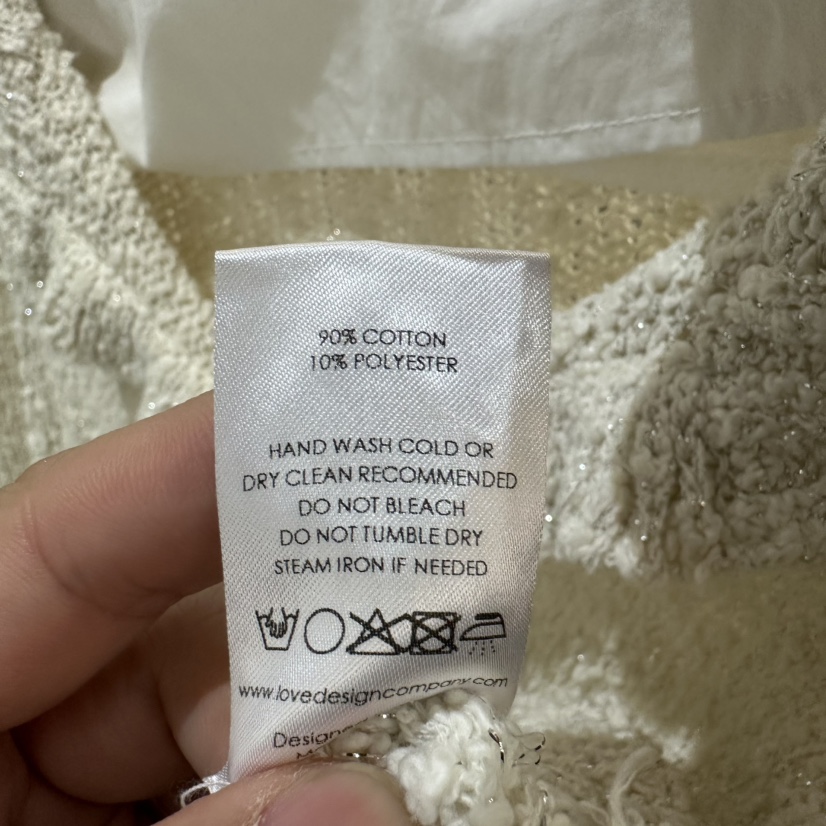 90% COTTON
10% POLYESTER
HAND WASH COLD OR
DRY CLEAN RECOMMENDED
DO NOT BLEACH
DO NOT TUMBLE DRY
STEAM IRON IF NEEDED
www.lovedesigncompany.com